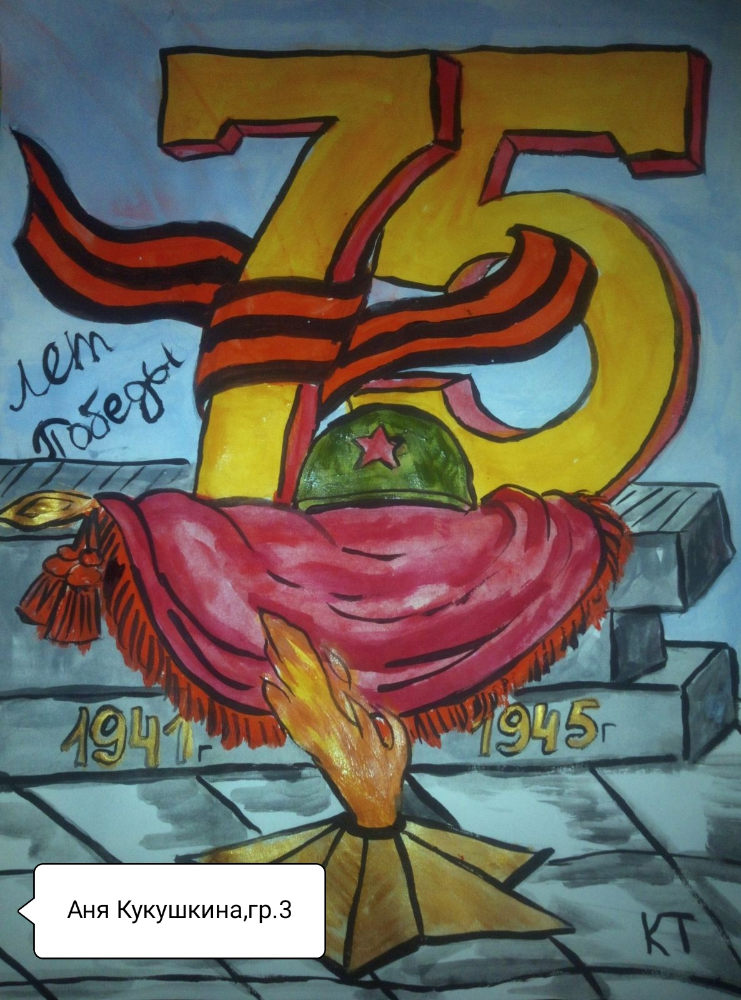 75
лет
Победы
1941г 1945г
Аня Кукушкина,гр.3
КТ